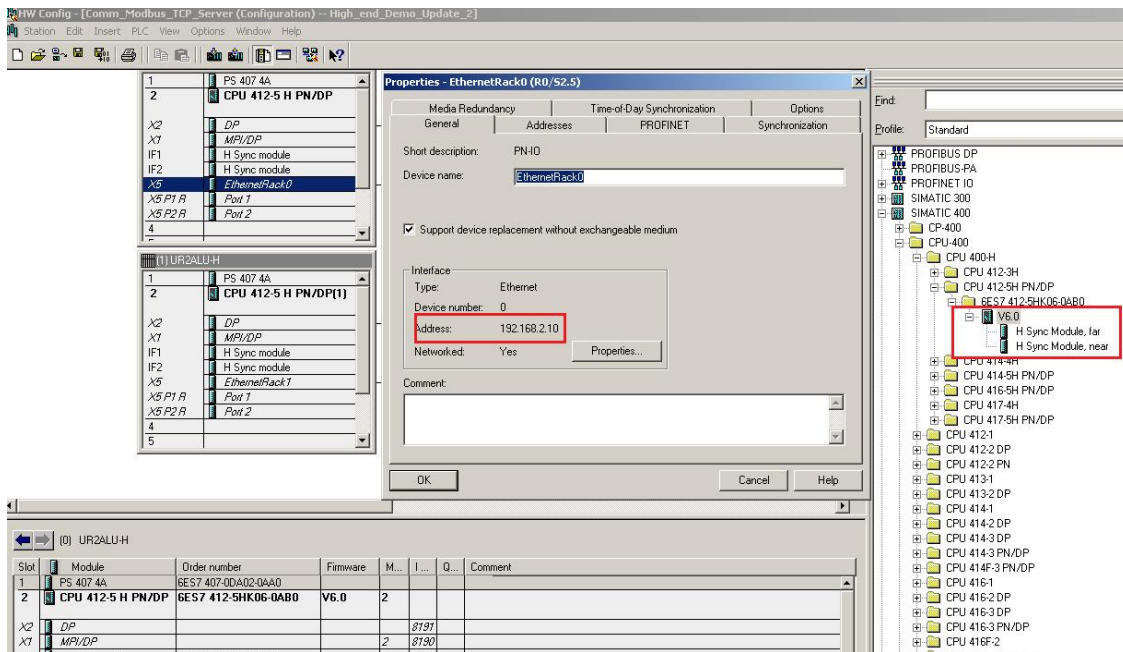 HW Config - [Comm_Modbus_TCP_Server (Configuration) -- High_end_Demo_Update_2]
Station Edit Insert PLC View Options Window Help
1 PS 407 4A
2 CPU 412-5 H PN/DP
X2 DP
X1 MPI/DP
IF1 H Sync module
IF2 H Sync module
X5 EthernetRack0
X5 P1 R Port 1
X5 P2 R Port 2
4
(1) UR2ALU-H
1 PS 407 4A
2 CPU 412-5 H PN/DP(1)
X2 DP
X1 MPI/DP
IF1 H Sync module
IF2 H Sync module
X5 EthernetRack1
X5 P1 R Port 1
X5 P2 R Port 2
4
5
Properties - EthernetRack0 (R0/S2.5)
Media Redundancy Time-of-Day Synchronization Options
General Addresses PROFINET Synchronization
Short description: PN-IO
Device name: EthernetRack0
Support device replacement without exchangeable medium
Interface
Type: Ethernet
Device number: 0
Address: 192.168.2.10
Networked: Yes Properties...
Comment:
OK Cancel Help
Find:
Profile: Standard
PROFIBUS DP
PROFIBUS-PA
PROFINET IO
SIMATIC 300
SIMATIC 400
CP-400
CPU-400
CPU 400-H
CPU 412-3H
CPU 412-5H PN/DP
6ES7 412-5HK06-0AB0
V6.0
H Sync Module, far
H Sync Module, near
CPU 414-4H
CPU 414-5H PN/DP
CPU 416-5H PN/DP
CPU 417-4H
CPU 417-5H PN/DP
CPU 412-1
CPU 412-2 DP
CPU 412-2 PN
CPU 413-1
CPU 413-2 DP
CPU 414-1
CPU 414-2 DP
CPU 414-3 DP
CPU 414-3 PN/DP
CPU 414F-3 PN/DP
CPU 416-1
CPU 416-2 DP
CPU 416-3 DP
CPU 416-3 PN/DP
CPU 416F-2
(0) UR2ALU-H
Slot Module Order number Firmware M... I ... Q... Comment
1 PS 407 4A 6ES7 407-0DA02-0AA0
2 CPU 412-5 H PN/DP 6ES7 412-5HK06-0AB0 V6.0 2
X2 DP 8191
X1 MPI/DP 2 8190